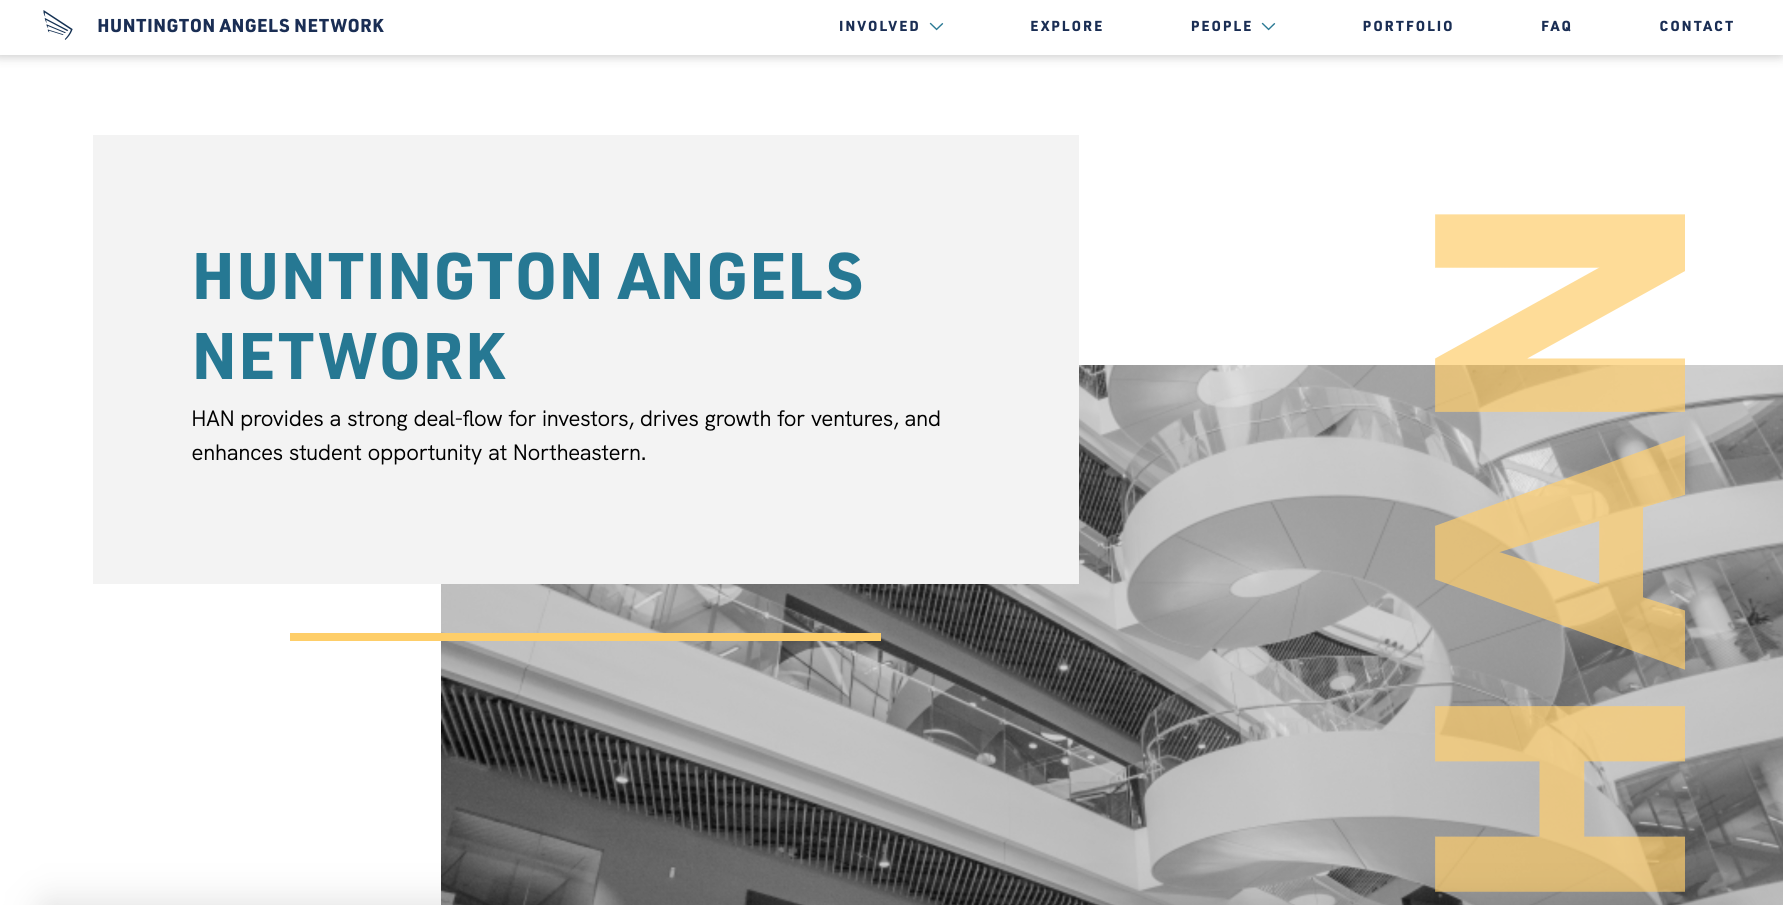 HUNTINGTON ANGELS NETWORK
INVOLVED
EXPLORE
PEOPLE
PORTFOLIO
FAQ
CONTACT
HUNTINGTON ANGELS
NETWORK
HAN provides a strong deal-flow for investors, drives growth for ventures, and
enhances student opportunity at Northeastern.
HAN